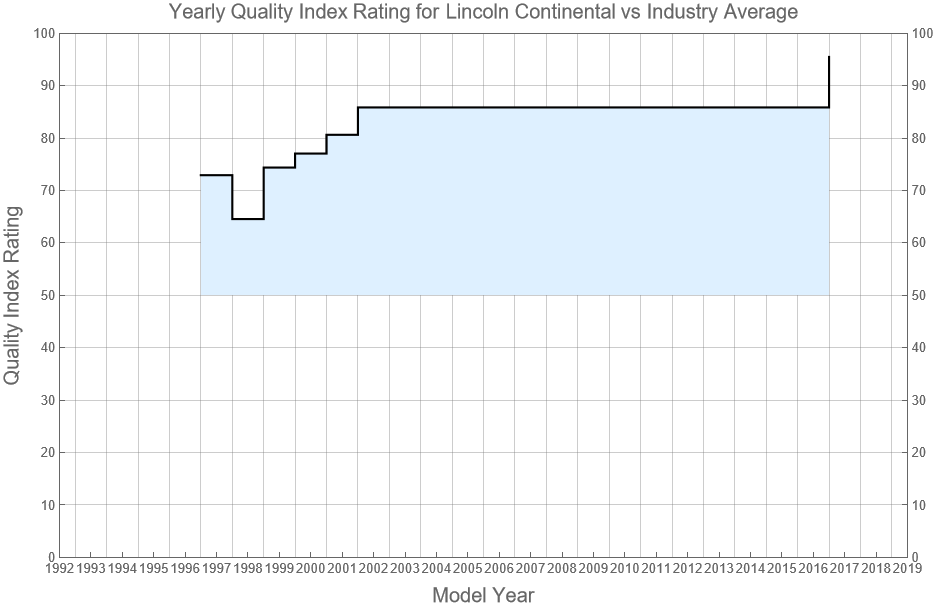 Yearly Quality Index Rating for Lincoln Continental vs Industry Average
100 100
90 90
80 80
70 70
60 60
50 50
40 40
30 30
20 20
10 10
0 0
Quality Index Rating
1992 1993 1994 1995 1996 1997 1998 1999 2000 2001 2002 2003 2004 2005 2006 2007 2008 2009 2010 2011 2012 2013 2014 2015 2016 2017 2018 2019
Model Year